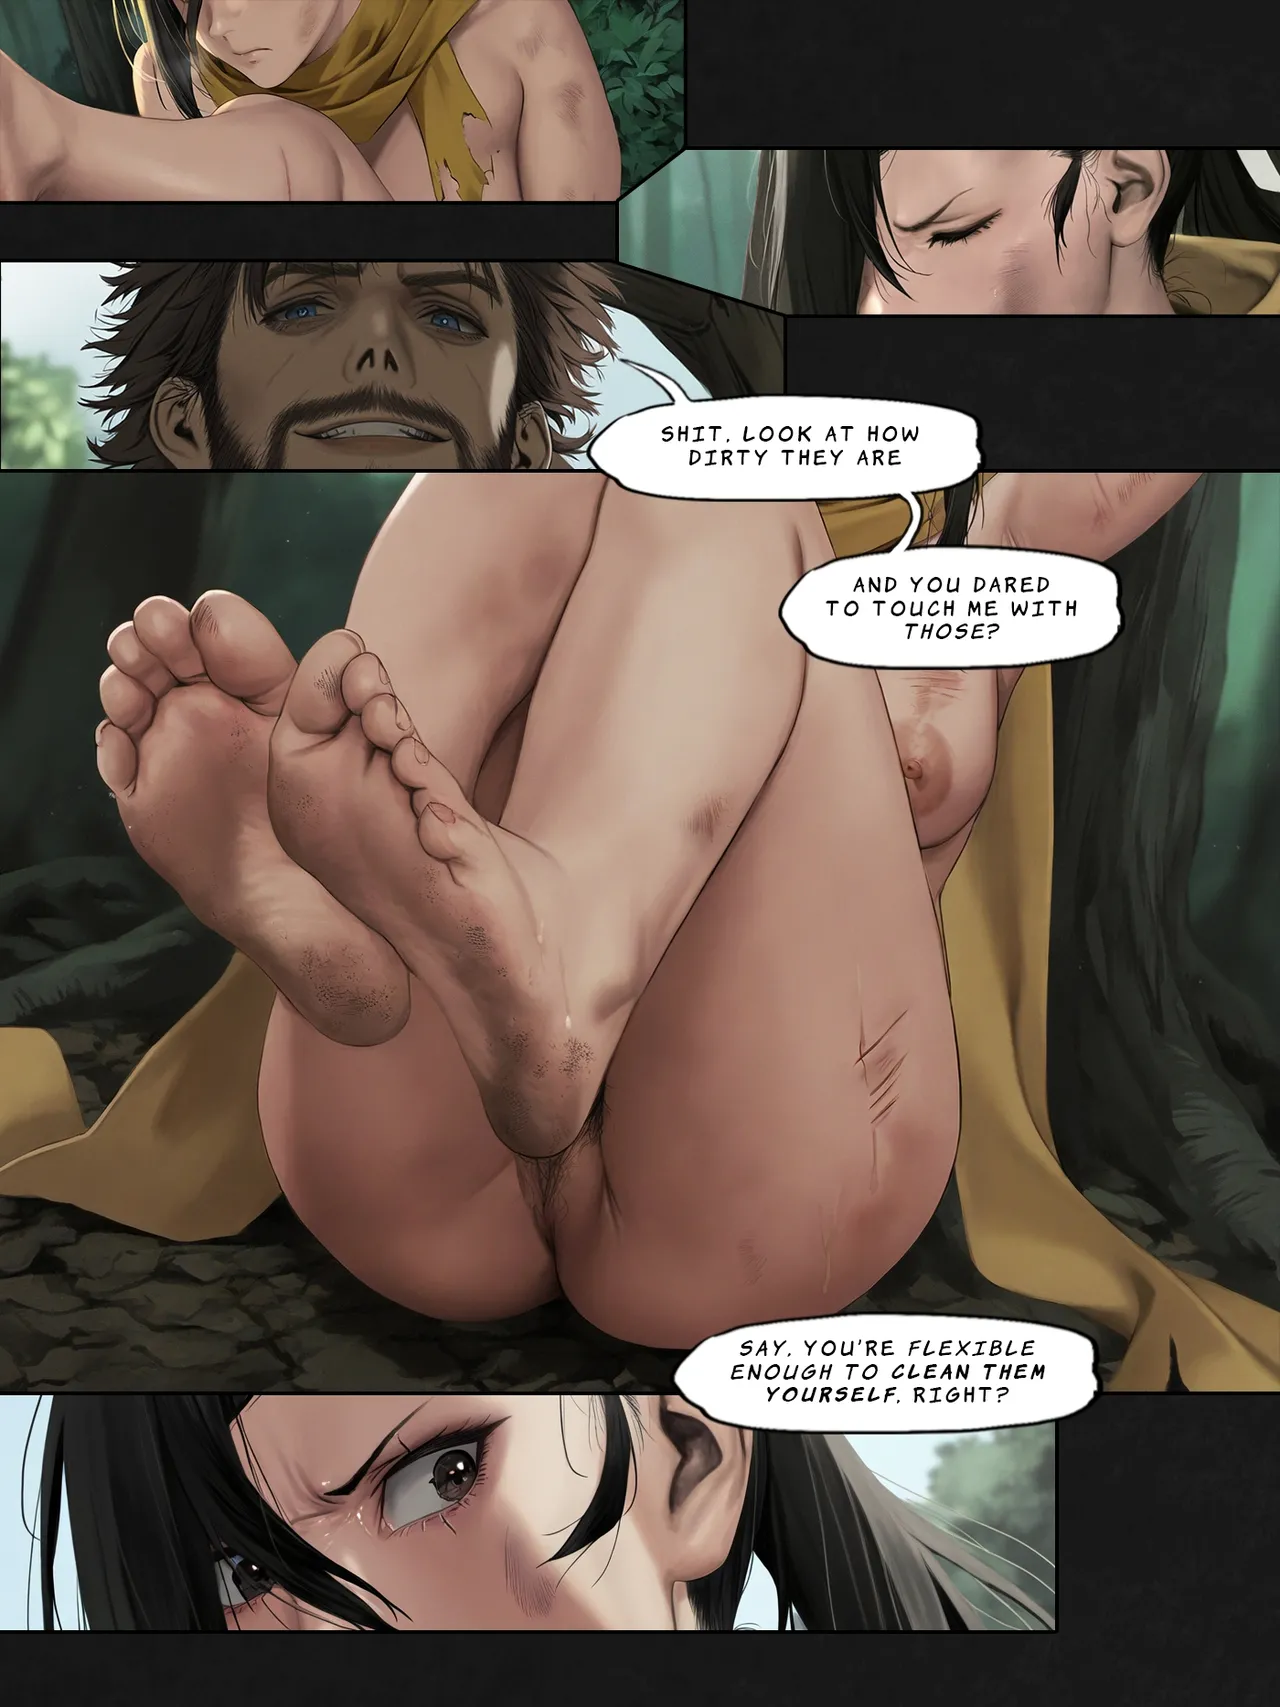 SHIT, LOOK AT HOW
DIRTY THEY ARE
AND YOU DARED
TO TOUCH ME WITH
THOSE?
SAY, YOU'RE FLEXIBLE
ENOUGH TO CLEAN THEM
YOURSELF, RIGHT?